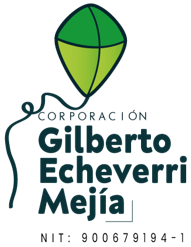 CORPORACIÓN
Gilberto
Echeverri
Mejía
NIT: 900679194-1